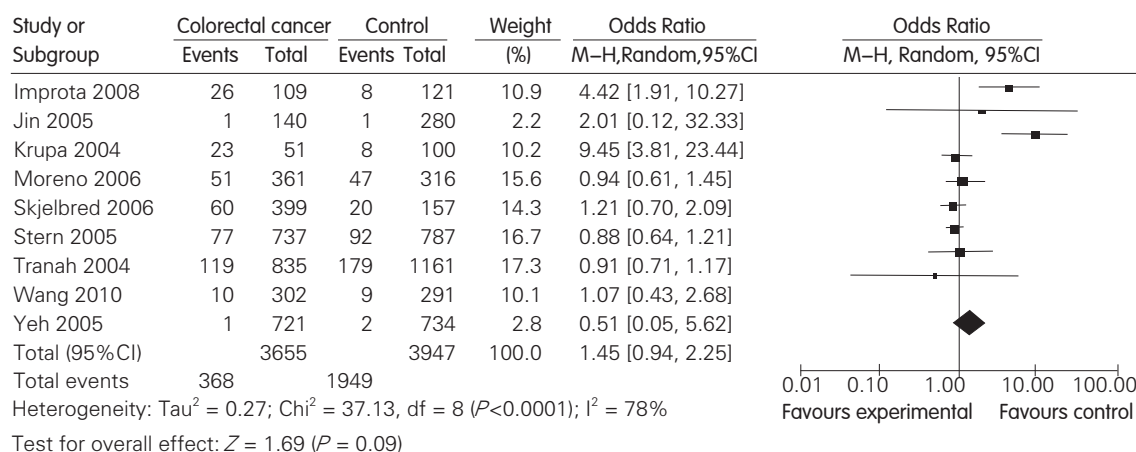 Study or Colorectal cancer Control Weight Odds Ratio Odds Ratio
Subgroup Events Total Events Total (%) M–H,Random,95%CI M–H, Random, 95%CI
Improta 2008 26 109 8 121 10.9 4.42 [1.91, 10.27]
Jin 2005 1 140 1 280 2.2 2.01 [0.12, 32.33]
Krupa 2004 23 51 8 100 10.2 9.45 [3.81, 23.44]
Moreno 2006 51 361 47 316 15.6 0.94 [0.61, 1.45]
Skjelbred 2006 60 399 20 157 14.3 1.21 [0.70, 2.09]
Stern 2005 77 737 92 787 16.7 0.88 [0.64, 1.21]
Tranah 2004 119 835 179 1161 17.3 0.91 [0.71, 1.17]
Wang 2010 10 302 9 291 10.1 1.07 [0.43, 2.68]
Yeh 2005 1 721 2 734 2.8 0.51 [0.05, 5.62]
Total (95%CI) 3655 3947 100.0 1.45 [0.94, 2.25]
Total events 368 1949
0.01 0.10 1.00 10.00 100.00
Heterogeneity: Tau² = 0.27; Chi² = 37.13, df = 8 (P<0.0001); I² = 78% Favours experimental Favours control
Test for overall effect: Z = 1.69 (P = 0.09)